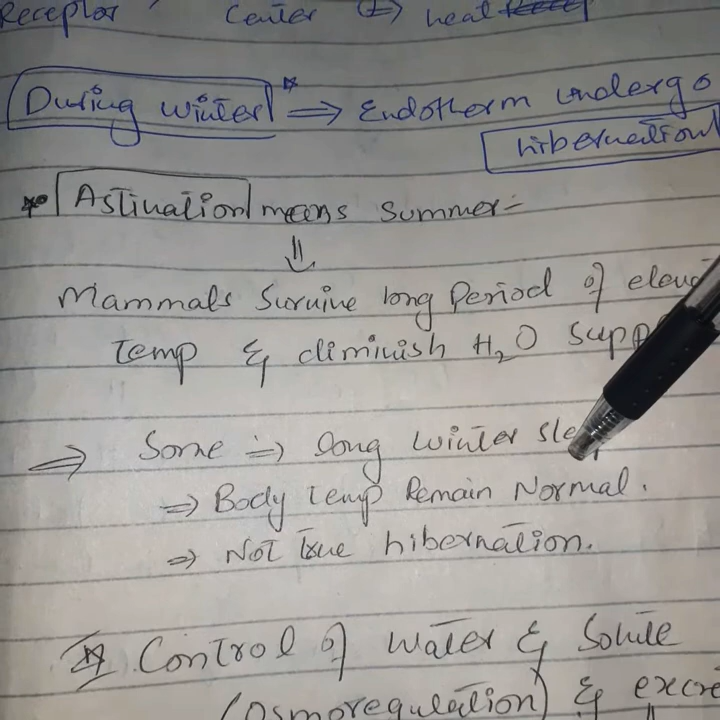 Receptor Center ⇒ heat
During winter * ⇒ Endotherm undergo
hibernation
* Astivation means Summer-
⇓
Mammals Survive long Period of
Temp & diminish H₂O
⇒ Some ⇒ long winter
⇒ Body Temp Remain Normal.
⇒ Not true hibernation.
* Control of Water & Solute
(Osmoregulation) &